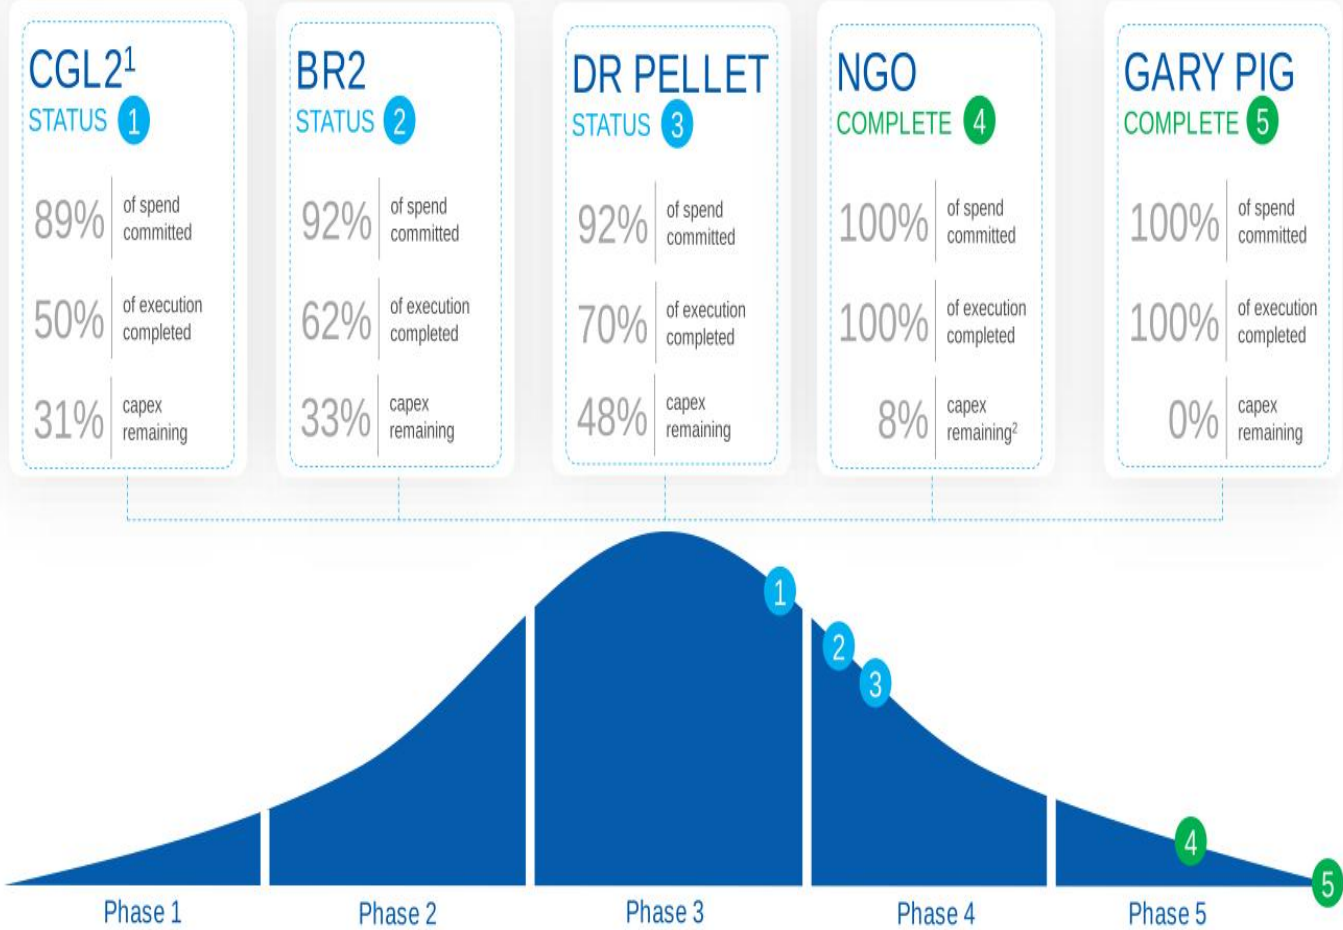 CGL2¹
STATUS 1
89% of spend
committed
50% of execution
completed
31% capex
remaining
BR2
STATUS 2
92% of spend
committed
62% of execution
completed
33% capex
remaining
DR PELLET
STATUS 3
92% of spend
committed
70% of execution
completed
48% capex
remaining
NGO
COMPLETE 4
100% of spend
committed
100% of execution
completed
8% capex
remaining²
GARY PIG
COMPLETE 5
100% of spend
committed
100% of execution
completed
0% capex
remaining
1
2
3
4
5
Phase 1
Phase 2
Phase 3
Phase 4
Phase 5